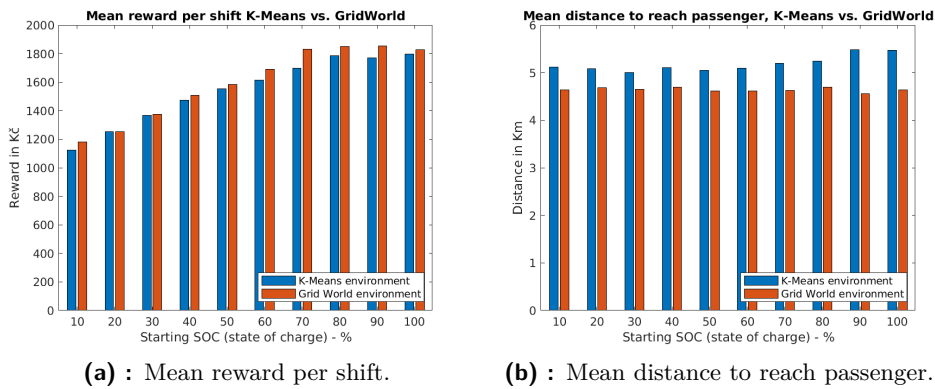 Mean reward per shift K-Means vs. GridWorld
2000
1800
1600
1400
1200
1000
800
600
400
200
0
Reward in Kč
K-Means environment
Grid World environment
10 20 30 40 50 60 70 80 90 100
Starting SOC (state of charge) - %
(a) : Mean reward per shift.
Mean distance to reach passenger, K-Means vs. GridWorld
6
5
4
3
2
1
0
Distance in Km
K-Means environment
Grid World environment
10 20 30 40 50 60 70 80 90 100
Starting SOC (state of charge) - %
(b) : Mean distance to reach passenger.